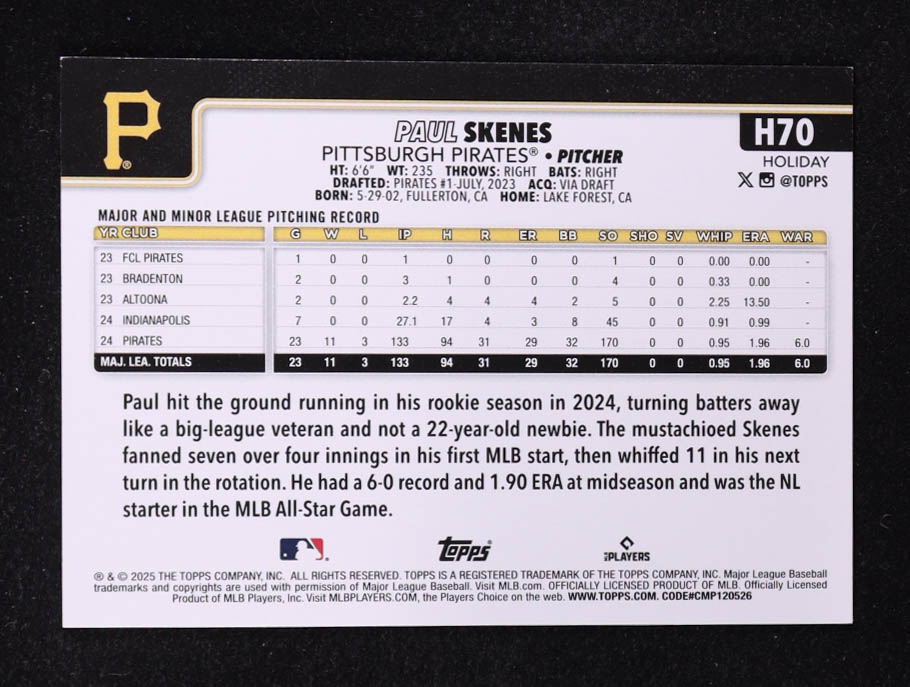 P®
PAUL SKENES
H70
PITTSBURGH PIRATES® • PITCHER
HOLIDAY
HT: 6'6" WT: 235 THROWS: RIGHT BATS: RIGHT
@TOPPS
DRAFTED: PIRATES #1-JULY, 2023 ACQ: VIA DRAFT
BORN: 5-29-02, FULLERTON, CA HOME: LAKE FOREST, CA
MAJOR AND MINOR LEAGUE PITCHING RECORD
YR CLUB G W L IP H R ER BB SO SHO SV WHIP ERA WAR
23 FCL PIRATES 1 0 0 1 0 0 0 0 1 0 0 0.00 0.00 -
23 BRADENTON 2 0 0 3 1 0 0 0 4 0 0 0.33 0.00 -
23 ALTOONA 2 0 0 2.2 4 4 4 2 5 0 0 2.25 13.50 -
24 INDIANAPOLIS 7 0 0 27.1 17 4 3 8 45 0 0 0.91 0.99 -
24 PIRATES 23 11 3 133 94 31 29 32 170 0 0 0.95 1.96 6.0
MAJ. LEA. TOTALS 23 11 3 133 94 31 29 32 170 0 0 0.95 1.96 6.0
Paul hit the ground running in his rookie season in 2024, turning batters away
like a big-league veteran and not a 22-year-old newbie. The mustachioed Skenes
fanned seven over four innings in his first MLB start, then whiffed 11 in his next
turn in the rotation. He had a 6-0 record and 1.90 ERA at midseason and was the NL
starter in the MLB All-Star Game.
Topps®
MLB PLAYERS
® & © 2025 THE TOPPS COMPANY, INC. ALL RIGHTS RESERVED. TOPPS IS A REGISTERED TRADEMARK OF THE TOPPS COMPANY, INC. Major League Baseball
trademarks and copyrights are used with permission of Major League Baseball. Visit MLB.com. OFFICIALLY LICENSED PRODUCT OF MLB. Officially Licensed
Product of MLB Players, Inc. Visit MLBPLAYERS.COM, the Players Choice on the web. WWW.TOPPS.COM. CODE#CMP120526